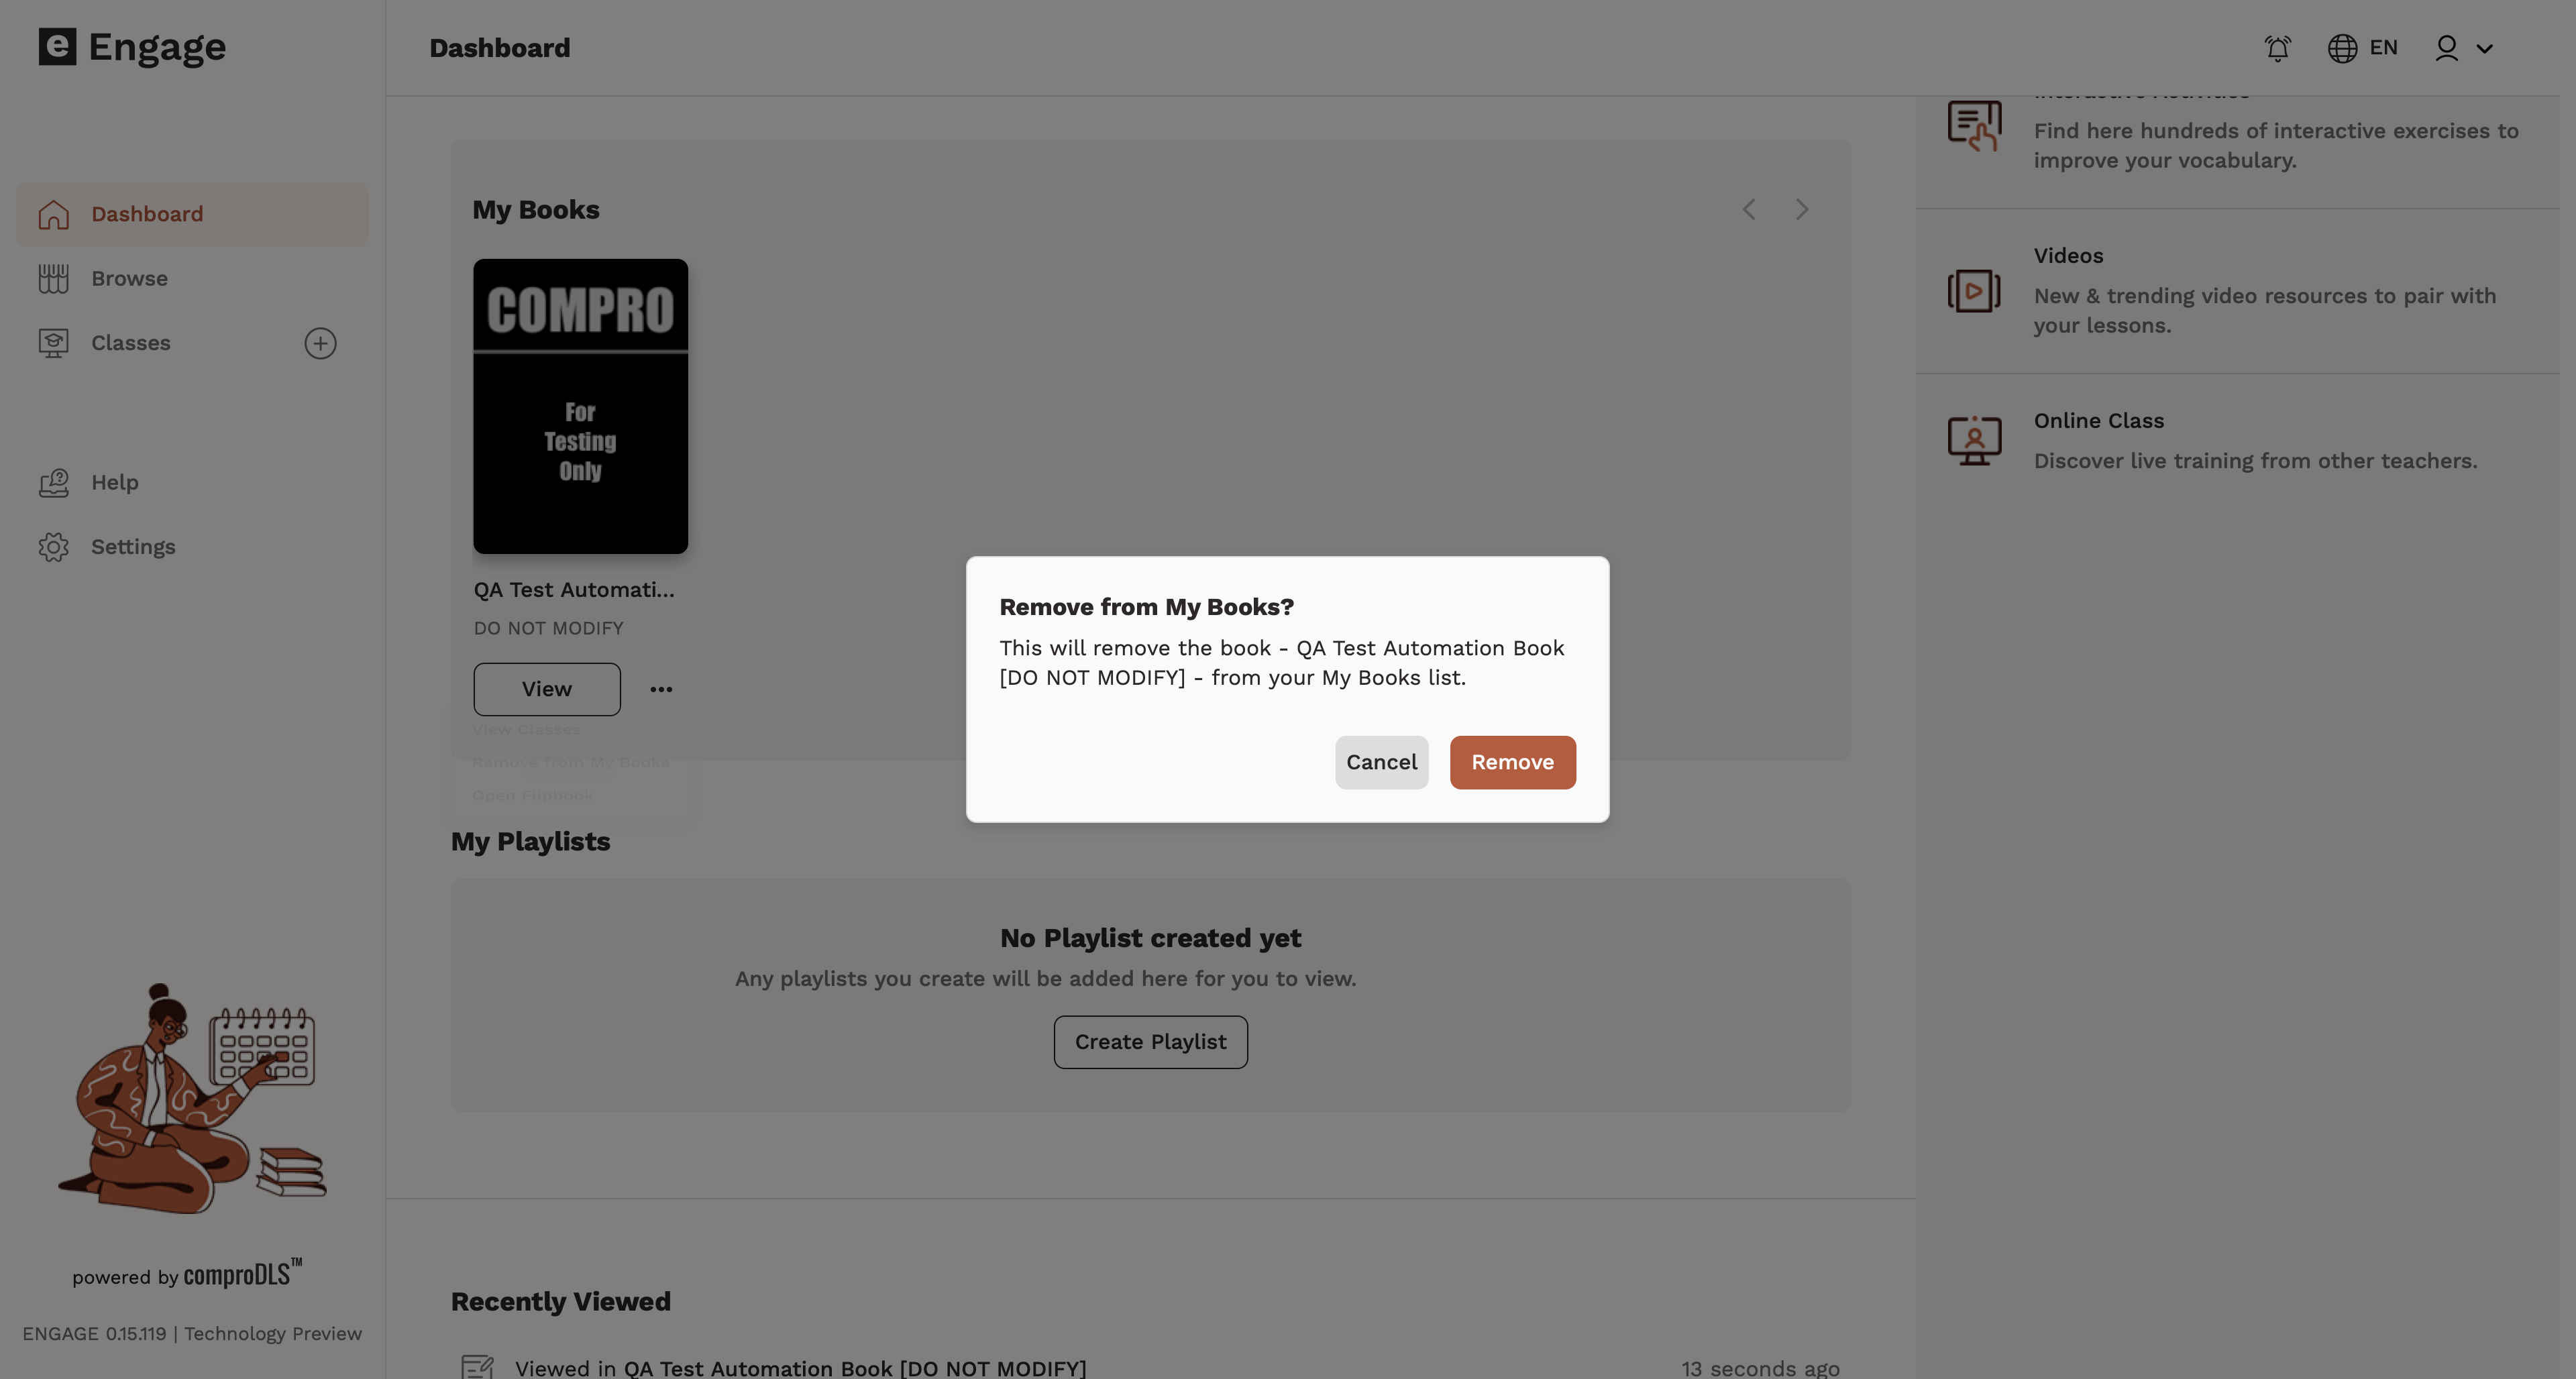 e Engage
Dashboard
EN
Dashboard
Browse
Classes
Help
Settings
powered by comproDLS™
ENGAGE 0.15.119 | Technology Preview
My Books
COMPRO
For
Testing
Only
QA Test Automati...
DO NOT MODIFY
View
View Classes
Remove from My Books
Open Flipbook
Remove from My Books?
This will remove the book - QA Test Automation Book
[DO NOT MODIFY] - from your My Books list.
Cancel
Remove
My Playlists
No Playlist created yet
Any playlists you create will be added here for you to view.
Create Playlist
Recently Viewed
Viewed in QA Test Automation Book [DO NOT MODIFY]
13 seconds ago
Interactive Activities
Find here hundreds of interactive exercises to
improve your vocabulary.
Videos
New & trending video resources to pair with
your lessons.
Online Class
Discover live training from other teachers.